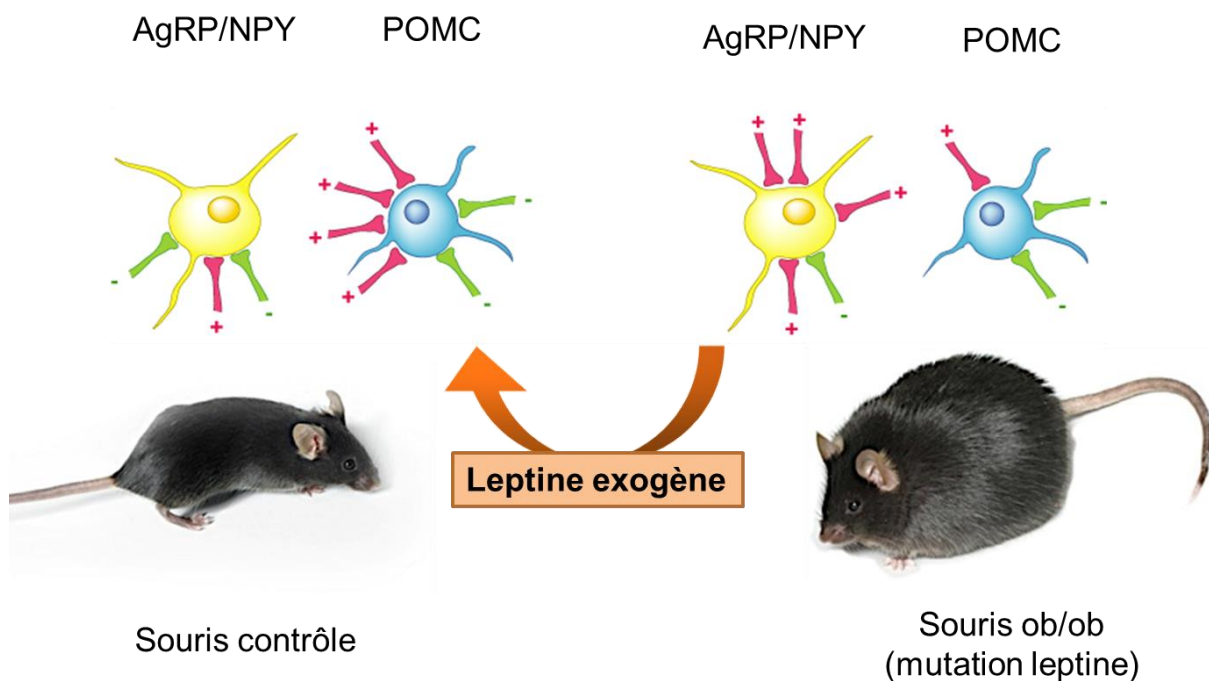 AgRP/NPY
POMC
AgRP/NPY
POMC
+
+
+
+
-
-
-
+
-
+
+
+
+
-
+
-
-
Leptine exogène
Souris contrôle
Souris ob/ob
(mutation leptine)